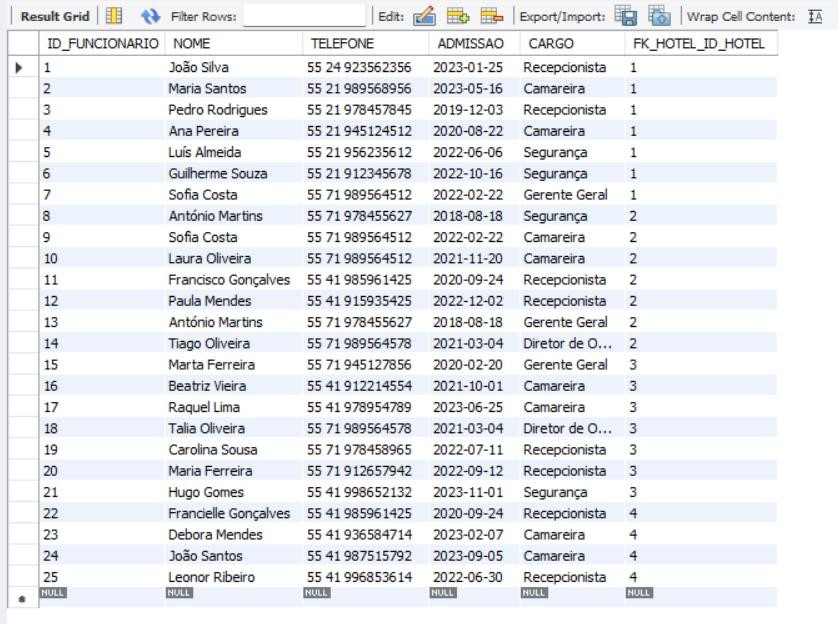 Result Grid Filter Rows: Edit: Export/Import: Wrap Cell Content: IA
ID_FUNCIONARIO NOME TELEFONE ADMISSAO CARGO FK_HOTEL_ID_HOTEL
1 João Silva 55 24 923562356 2023-01-25 Recepcionista 1
2 Maria Santos 55 21 989568956 2023-05-16 Camareira 1
3 Pedro Rodrigues 55 21 978457845 2019-12-03 Recepcionista 1
4 Ana Pereira 55 21 945124512 2020-08-22 Camareira 1
5 Luís Almeida 55 21 956235612 2022-06-06 Segurança 1
6 Guilherme Souza 55 21 912345678 2022-10-16 Segurança 1
7 Sofia Costa 55 71 989564512 2022-02-22 Gerente Geral 1
8 António Martins 55 71 978455627 2018-08-18 Segurança 2
9 Sofia Costa 55 71 989564512 2022-02-22 Camareira 2
10 Laura Oliveira 55 71 989564512 2021-11-20 Camareira 2
11 Francisco Gonçalves 55 41 985961425 2020-09-24 Recepcionista 2
12 Paula Mendes 55 41 915935425 2022-12-02 Recepcionista 2
13 António Martins 55 71 978455627 2018-08-18 Gerente Geral 2
14 Tiago Oliveira 55 71 989564578 2021-03-04 Diretor de O... 2
15 Marta Ferreira 55 71 945127856 2020-02-20 Gerente Geral 3
16 Beatriz Vieira 55 41 912214554 2021-10-01 Camareira 3
17 Raquel Lima 55 41 978954789 2023-06-25 Camareira 3
18 Talia Oliveira 55 71 989564578 2021-03-04 Diretor de O... 3
19 Carolina Sousa 55 71 978458965 2022-07-11 Recepcionista 3
20 Maria Ferreira 55 71 912657942 2022-09-12 Recepcionista 3
21 Hugo Gomes 55 41 998652132 2023-11-01 Segurança 3
22 Francielle Gonçalves 55 41 985961425 2020-09-24 Recepcionista 4
23 Debora Mendes 55 41 936584714 2023-02-07 Camareira 4
24 João Santos 55 41 987515792 2023-09-05 Camareira 4
25 Leonor Ribeiro 55 41 996853614 2022-06-30 Recepcionista 4
NULL NULL NULL NULL NULL NULL